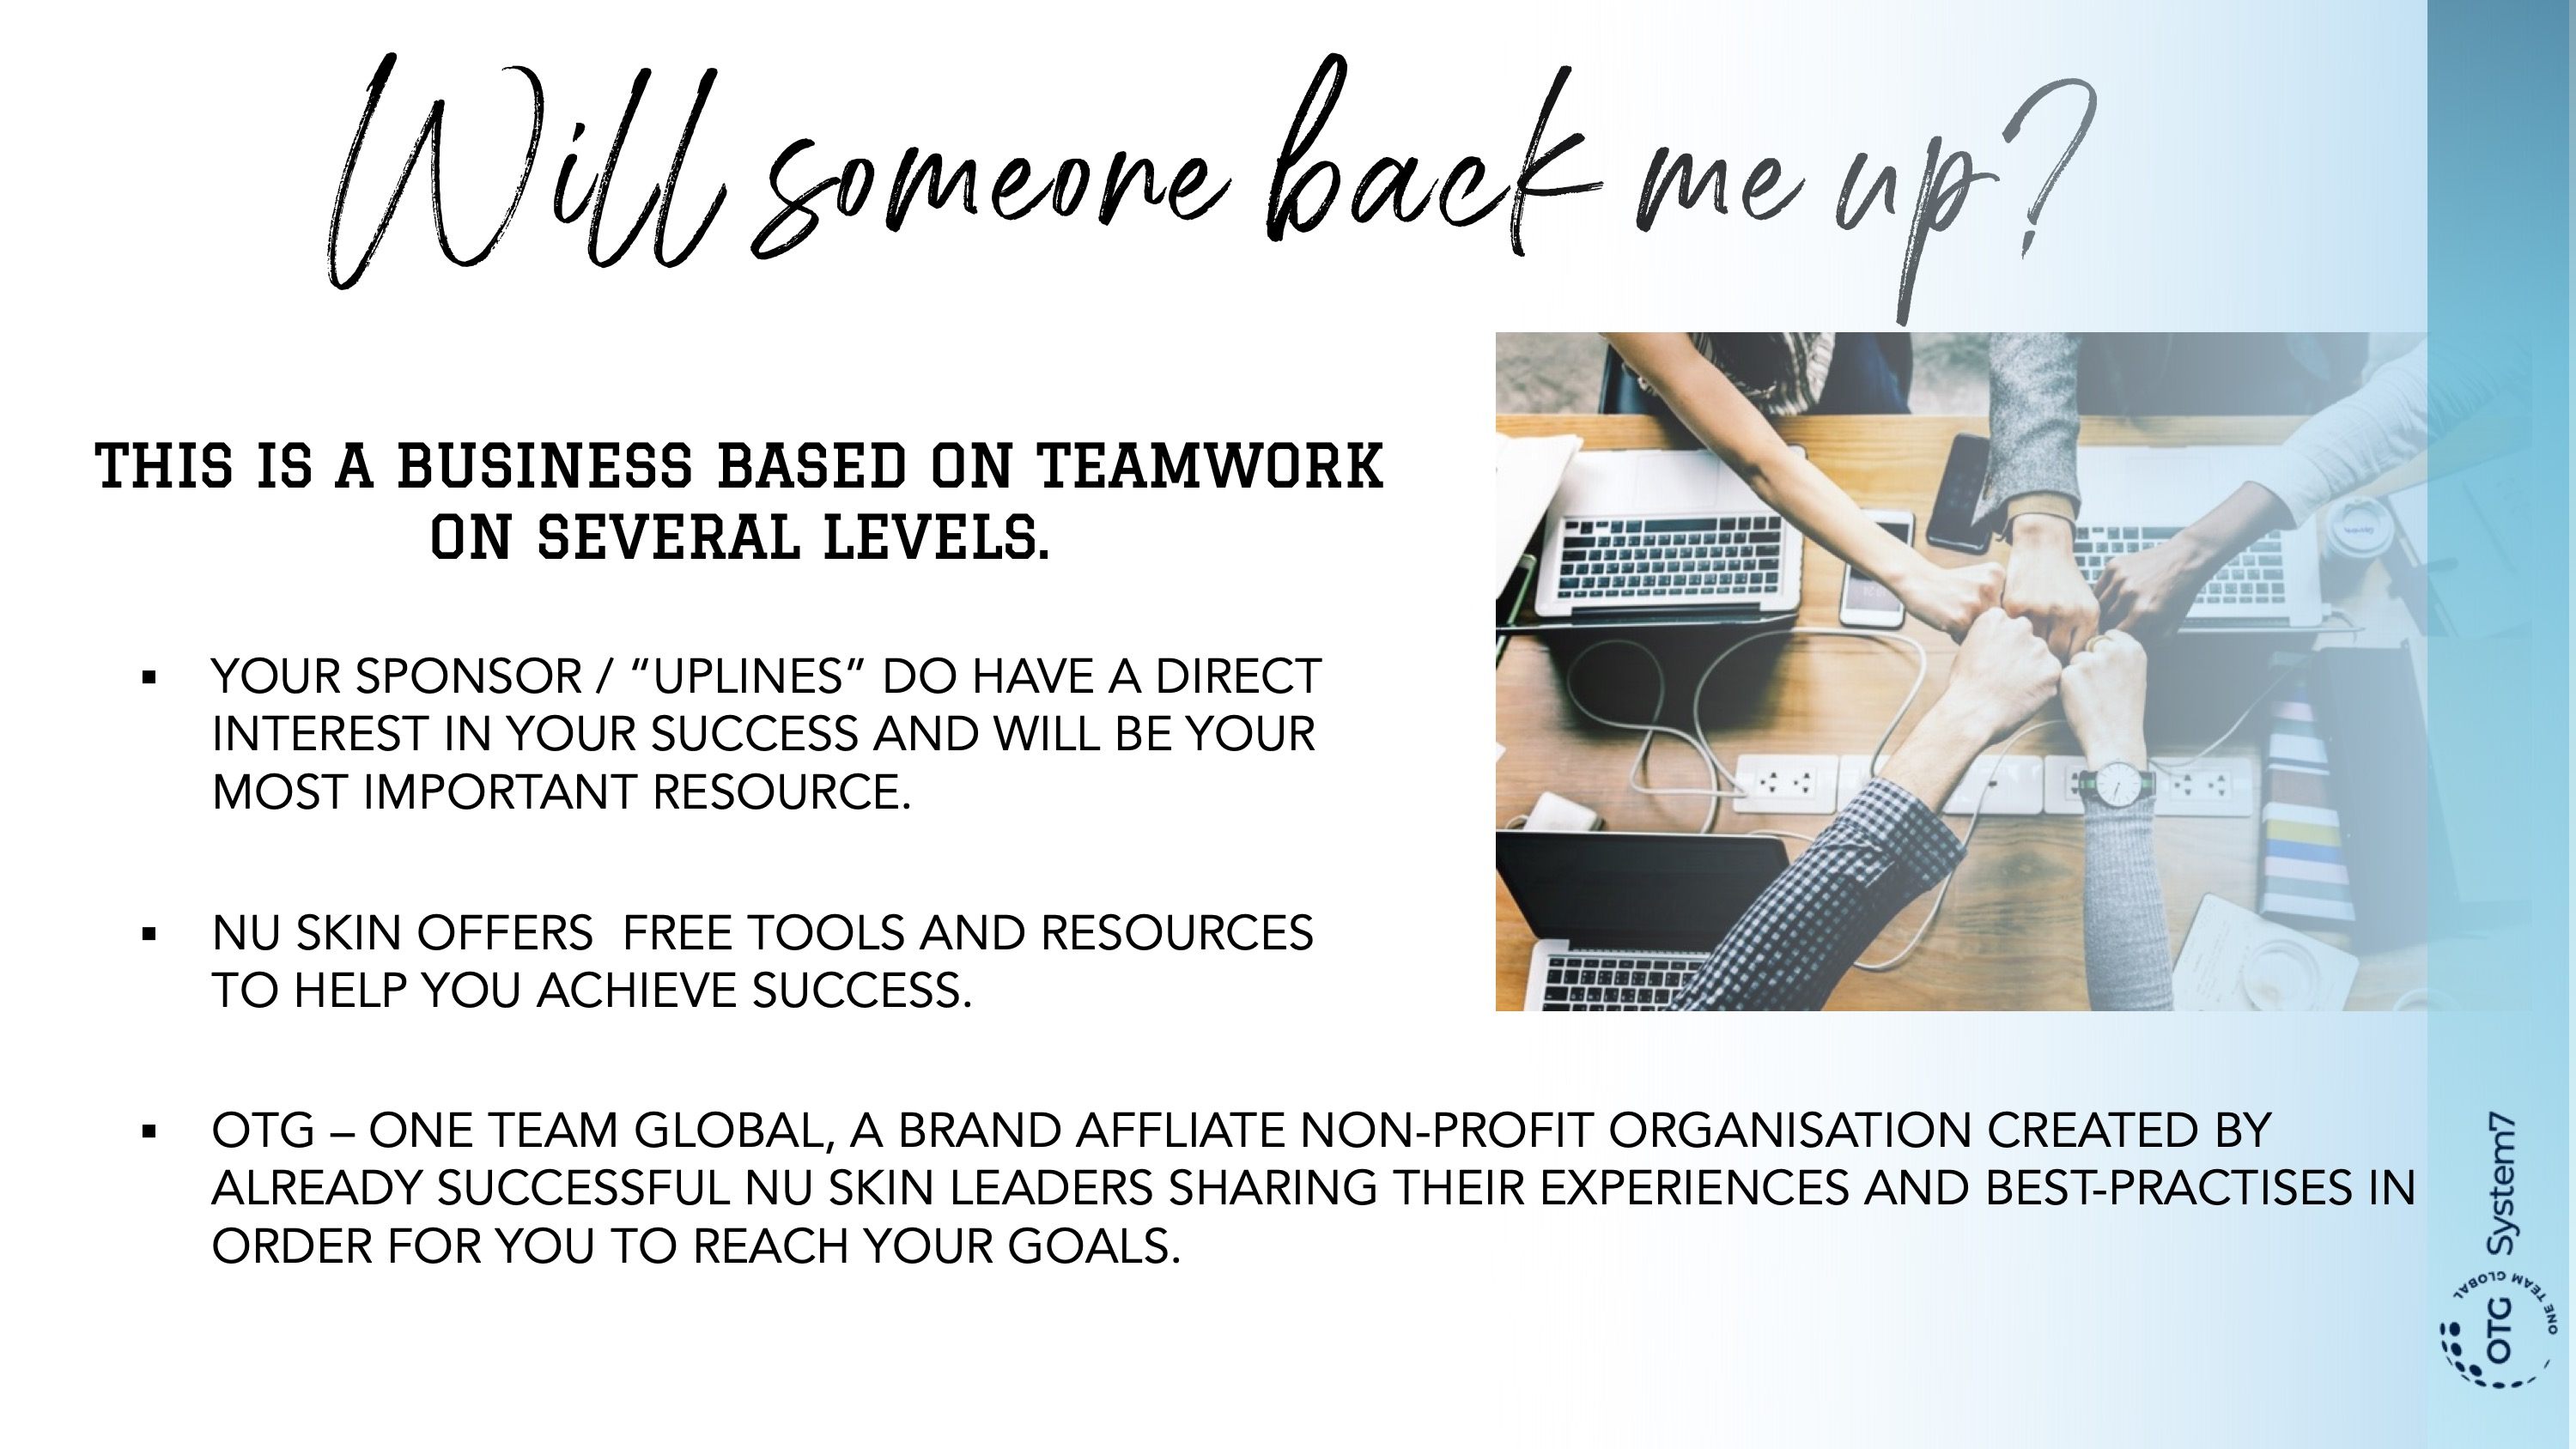 Will someone back me up?
THIS IS A BUSINESS BASED ON TEAMWORK
ON SEVERAL LEVELS.
▪ YOUR SPONSOR / “UPLINES” DO HAVE A DIRECT
INTEREST IN YOUR SUCCESS AND WILL BE YOUR
MOST IMPORTANT RESOURCE.
▪ NU SKIN OFFERS  FREE TOOLS AND RESOURCES
TO HELP YOU ACHIEVE SUCCESS.
▪ OTG – ONE TEAM GLOBAL, A BRAND AFFLIATE NON-PROFIT ORGANISATION CREATED BY
ALREADY SUCCESSFUL NU SKIN LEADERS SHARING THEIR EXPERIENCES AND BEST-PRACTISES IN
ORDER FOR YOU TO REACH YOUR GOALS.
OTG System7
ONE TEAM GLOBAL